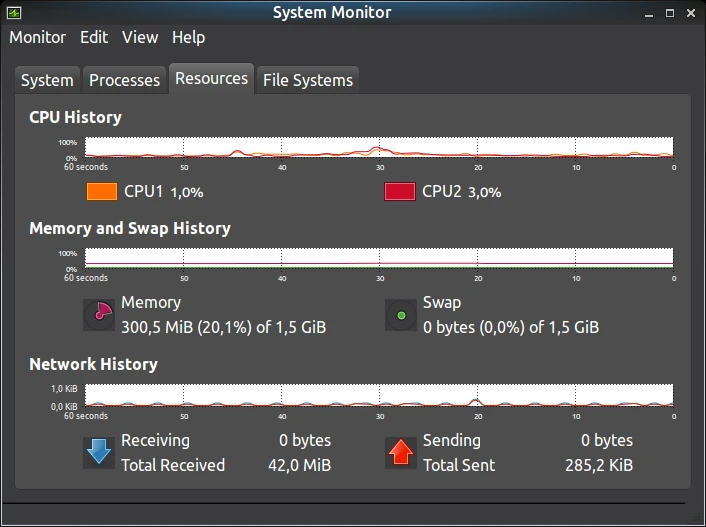 System Monitor
Monitor Edit View Help
System Processes Resources File Systems
CPU History
100%
0%
60 seconds 50 40 30 20 10 0
CPU1 1,0% CPU2 3,0%
Memory and Swap History
100%
0%
60 seconds 50 40 30 20 10 0
Memory Swap
300,5 MiB (20,1%) of 1,5 GiB 0 bytes (0,0%) of 1,5 GiB
Network History
1,0 KiB
0,0 KiB
60 seconds 50 40 30 20 10 0
Receiving 0 bytes Sending 0 bytes
Total Received 42,0 MiB Total Sent 285,2 KiB